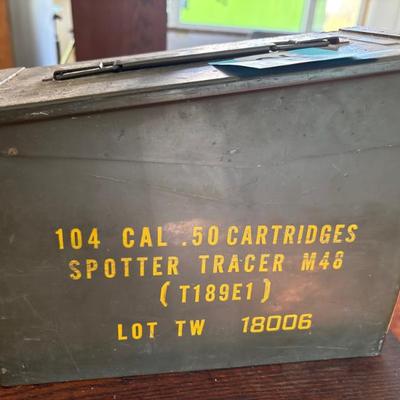 104 CAL .50 CARTRIDGES
SPOTTER TRACER M48
(T189E1)
LOT TW 18006